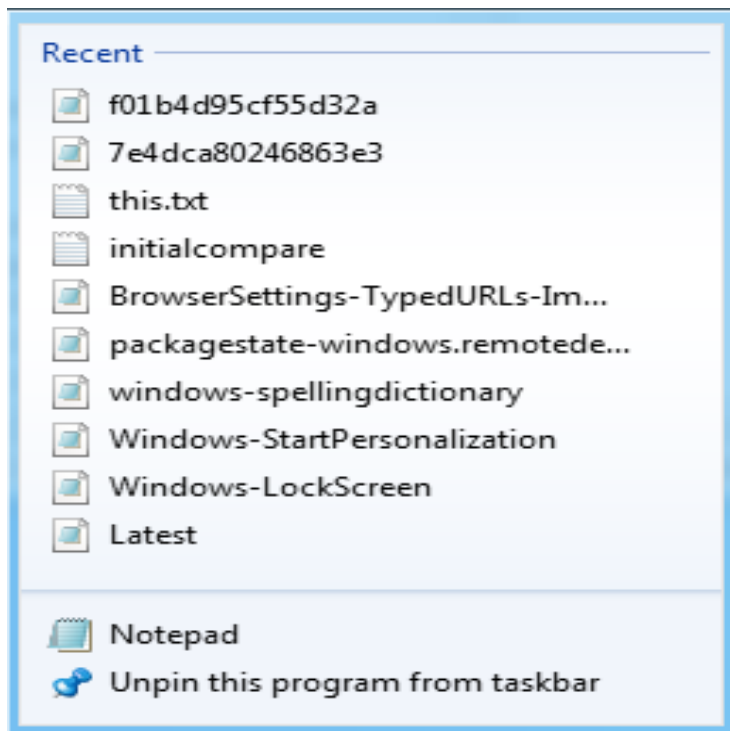 Recent
f01b4d95cf55d32a
7e4dca80246863e3
this.txt
initialcompare
BrowserSettings-TypedURLs-Im...
packagestate-windows.remotede...
windows-spellingdictionary
Windows-StartPersonalization
Windows-LockScreen
Latest
Notepad
Unpin this program from taskbar